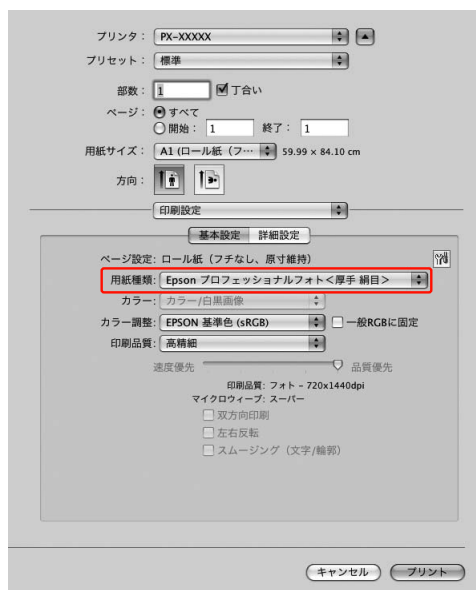 プリンタ： PX-XXXXX
プリセット： 標準
部数： 1 丁合い
ページ： すべて
開始： 1 終了： 1
用紙サイズ： A1 (ロール紙（フ… 59.99 × 84.10 cm
方向：
印刷設定
基本設定 詳細設定
ページ設定: ロール紙（フチなし、原寸維持）
用紙種類: Epson プロフェッショナルフォト＜厚手 絹目＞
カラー: カラー/白黒画像
カラー調整: EPSON 基準色 (sRGB) 一般RGBに固定
印刷品質: 高精細
速度優先 品質優先
印刷品質: フォト - 720x1440dpi
マイクロウィーブ: スーパー
双方向印刷
左右反転
スムージング（文字/輪郭）
キャンセル プリント